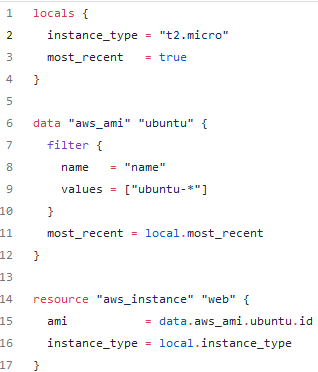 1 locals {
2   instance_type = "t2.micro"
3   most_recent   = true
4 }
5
6 data "aws_ami" "ubuntu" {
7   filter {
8     name   = "name"
9     values = ["ubuntu-*"]
10   }
11   most_recent = local.most_recent
12 }
13
14 resource "aws_instance" "web" {
15   ami           = data.aws_ami.ubuntu.id
16   instance_type = local.instance_type
17 }